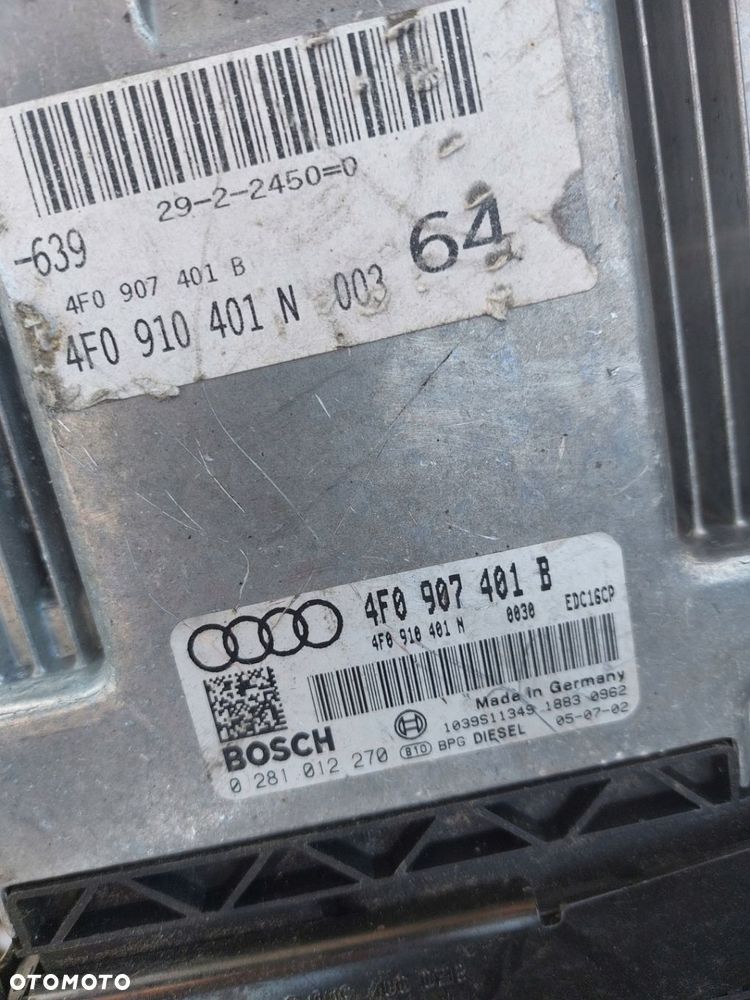 29-2-2450=0
-639
64
4F0 907 401 B
4F0 910 401 N 003
4F0 907 401 B
4F0 910 401 N 0030 EDC16CP
Made in Germany
BOSCH 1039S11349 1883 0962
0 281 012 270 B10 BPG DIESEL 05-07-02
OTOMOTO